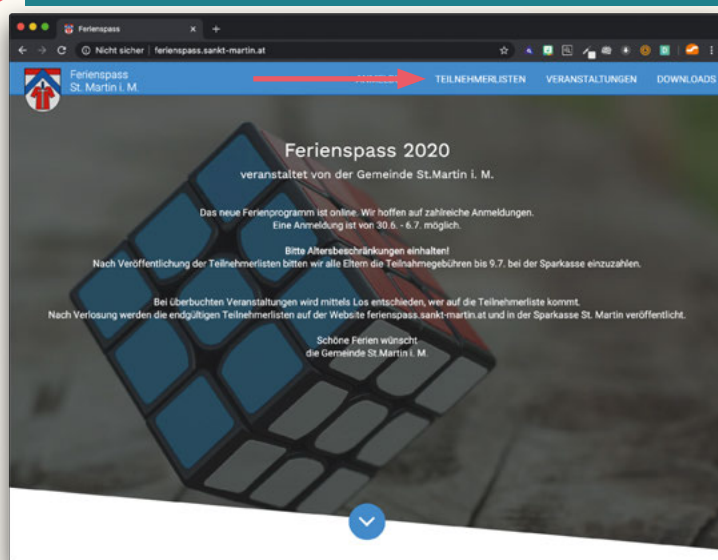 Ferienspass
Nicht sicher | ferienspass.sankt-martin.at
Ferienspass
St. Martin i. M.
TEILNEHMERLISTEN
VERANSTALTUNGEN
DOWNLOADS
Ferienspass 2020
veranstaltet von der Gemeinde St.Martin i. M.
Das neue Ferienprogramm ist online. Wir hoffen auf zahlreiche Anmeldungen.
Eine Anmeldung ist von 30.6. - 6.7. möglich.
Bitte Altersbeschränkungen einhalten!
Nach Veröffentlichung der Teilnehmerlisten bitten wir alle Eltern die Teilnahmegebühren bis 9.7. bei der Sparkasse einzuzahlen.
Bei überbuchten Veranstaltungen wird mittels Los entschieden, wer auf die Teilnehmerliste kommt.
Nach Verlosung werden die endgültigen Teilnehmerlisten auf der Website ferienspass.sankt-martin.at und in der Sparkasse St. Martin veröffentlicht.
Schöne Ferien wünscht
die Gemeinde St.Martin i. M.